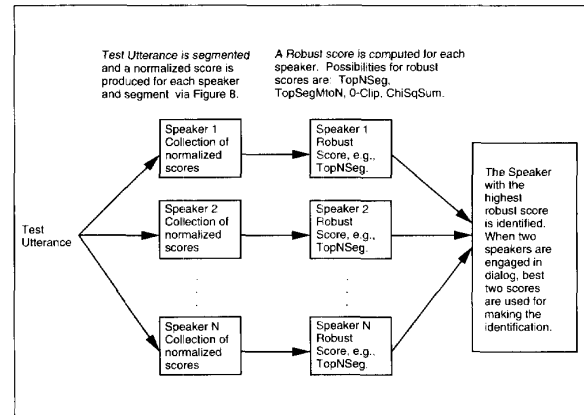 Test Utterance is segmented
and a normalized score is
produced for each speaker
and segment via Figure 8.
A Robust score is computed for each
speaker. Possibilities for robust
scores are: TopNSeg,
TopSegMtoN, 0-Clip, ChiSqSum.
Speaker 1
Collection of
normalized
scores
Speaker 1
Robust
Score, e.g.,
TopNSeg.
Test
Utterance
Speaker 2
Collection of
normalized
scores
Speaker 2
Robust
Score, e.g.,
TopNSeg.
Speaker N
Collection of
normalized
scores
Speaker N
Robust
Score, e.g.,
TopNSeg.
The Speaker
with the
highest
robust score
is identified.
When two
speakers are
engaged in
dialog, best
two scores
are used for
making the
identification.